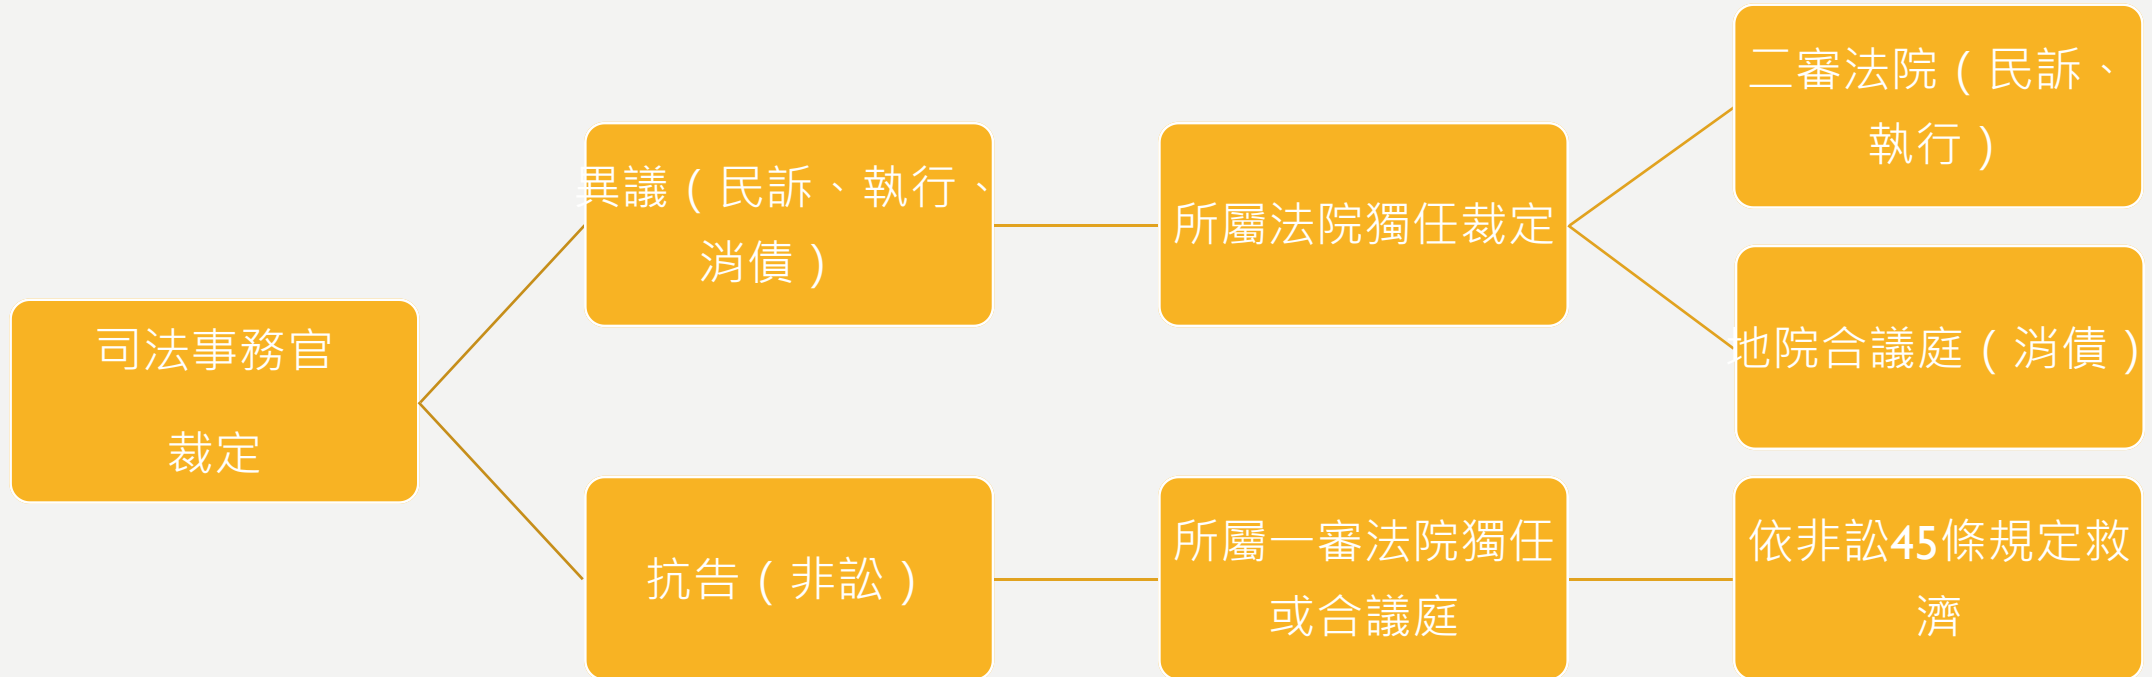 司法事務官
裁定
異議（民訴、執行、
消債）
所屬法院獨任裁定
二審法院（民訴、
執行）
地院合議庭（消債）
抗告（非訟）
所屬一審法院獨任
或合議庭
依非訟45條規定救
濟